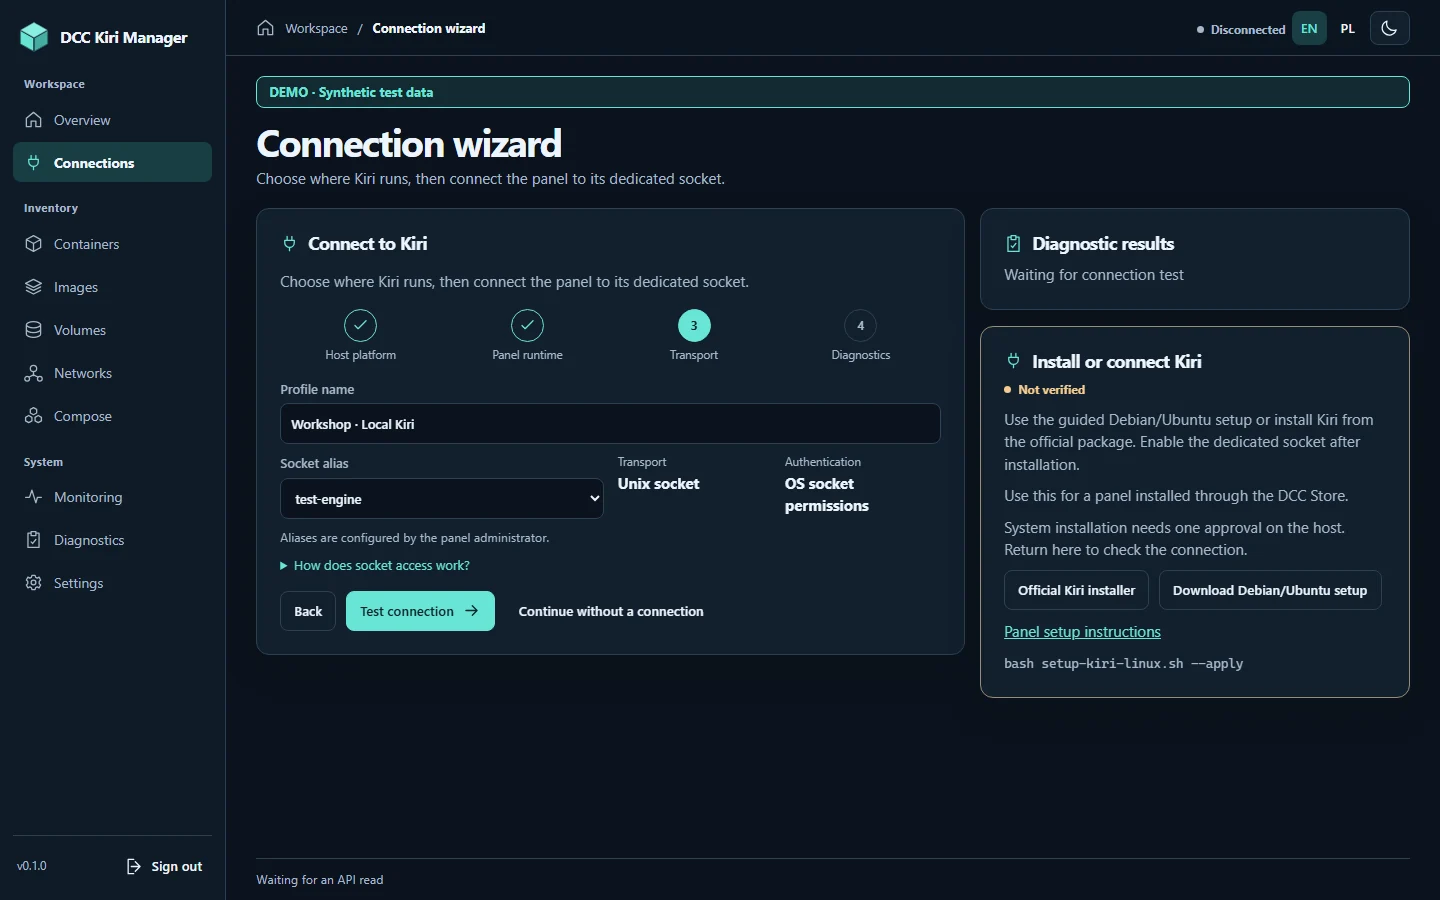 DCC Kiri Manager
Workspace
Overview
Connections
Inventory
Containers
Images
Volumes
Networks
Compose
System
Monitoring
Diagnostics
Settings
v0.1.0
Sign out
Workspace / Connection wizard
Disconnected
EN
PL
DEMO · Synthetic test data
Connection wizard
Choose where Kiri runs, then connect the panel to its dedicated socket.
Connect to Kiri
Choose where Kiri runs, then connect the panel to its dedicated socket.
Host platform
Panel runtime
3
Transport
4
Diagnostics
Profile name
Workshop · Local Kiri
Socket alias
test-engine
Transport
Unix socket
Authentication
OS socket
permissions
Aliases are configured by the panel administrator.
How does socket access work?
Back
Test connection
Continue without a connection
Diagnostic results
Waiting for connection test
Install or connect Kiri
Not verified
Use the guided Debian/Ubuntu setup or install Kiri from
the official package. Enable the dedicated socket after
installation.
Use this for a panel installed through the DCC Store.
System installation needs one approval on the host.
Return here to check the connection.
Official Kiri installer
Download Debian/Ubuntu setup
Panel setup instructions
bash setup-kiri-linux.sh --apply
Waiting for an API read